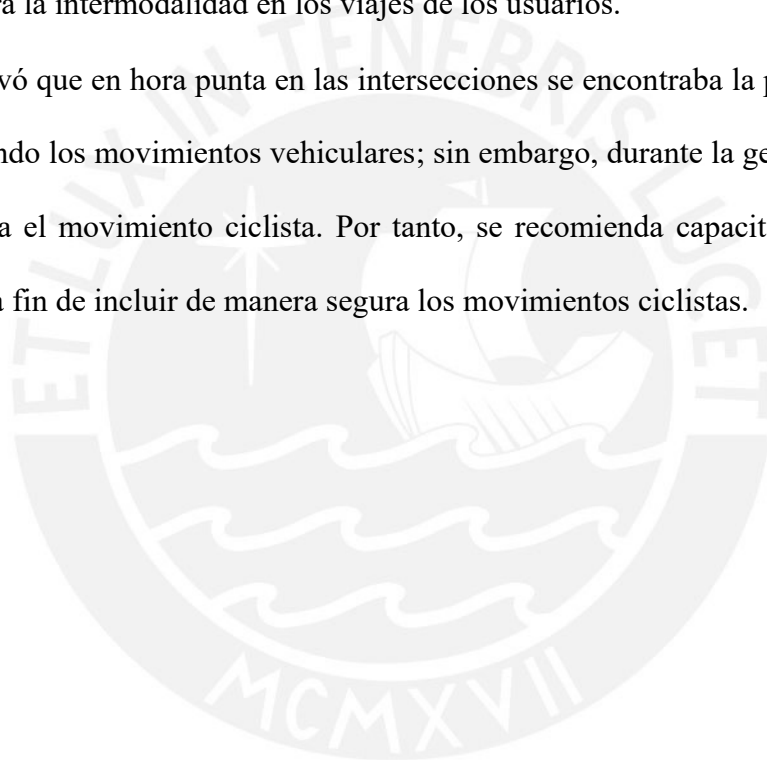 la intermodalidad en los viajes de los usuarios.
vó que en hora punta en las intersecciones se encontraba la p
ndo los movimientos vehiculares; sin embargo, durante la ge
a el movimiento ciclista. Por tanto, se recomienda capacit
a fin de incluir de manera segura los movimientos ciclistas.
ET LUX IN TENEBRIS LUCET
MCMXVII